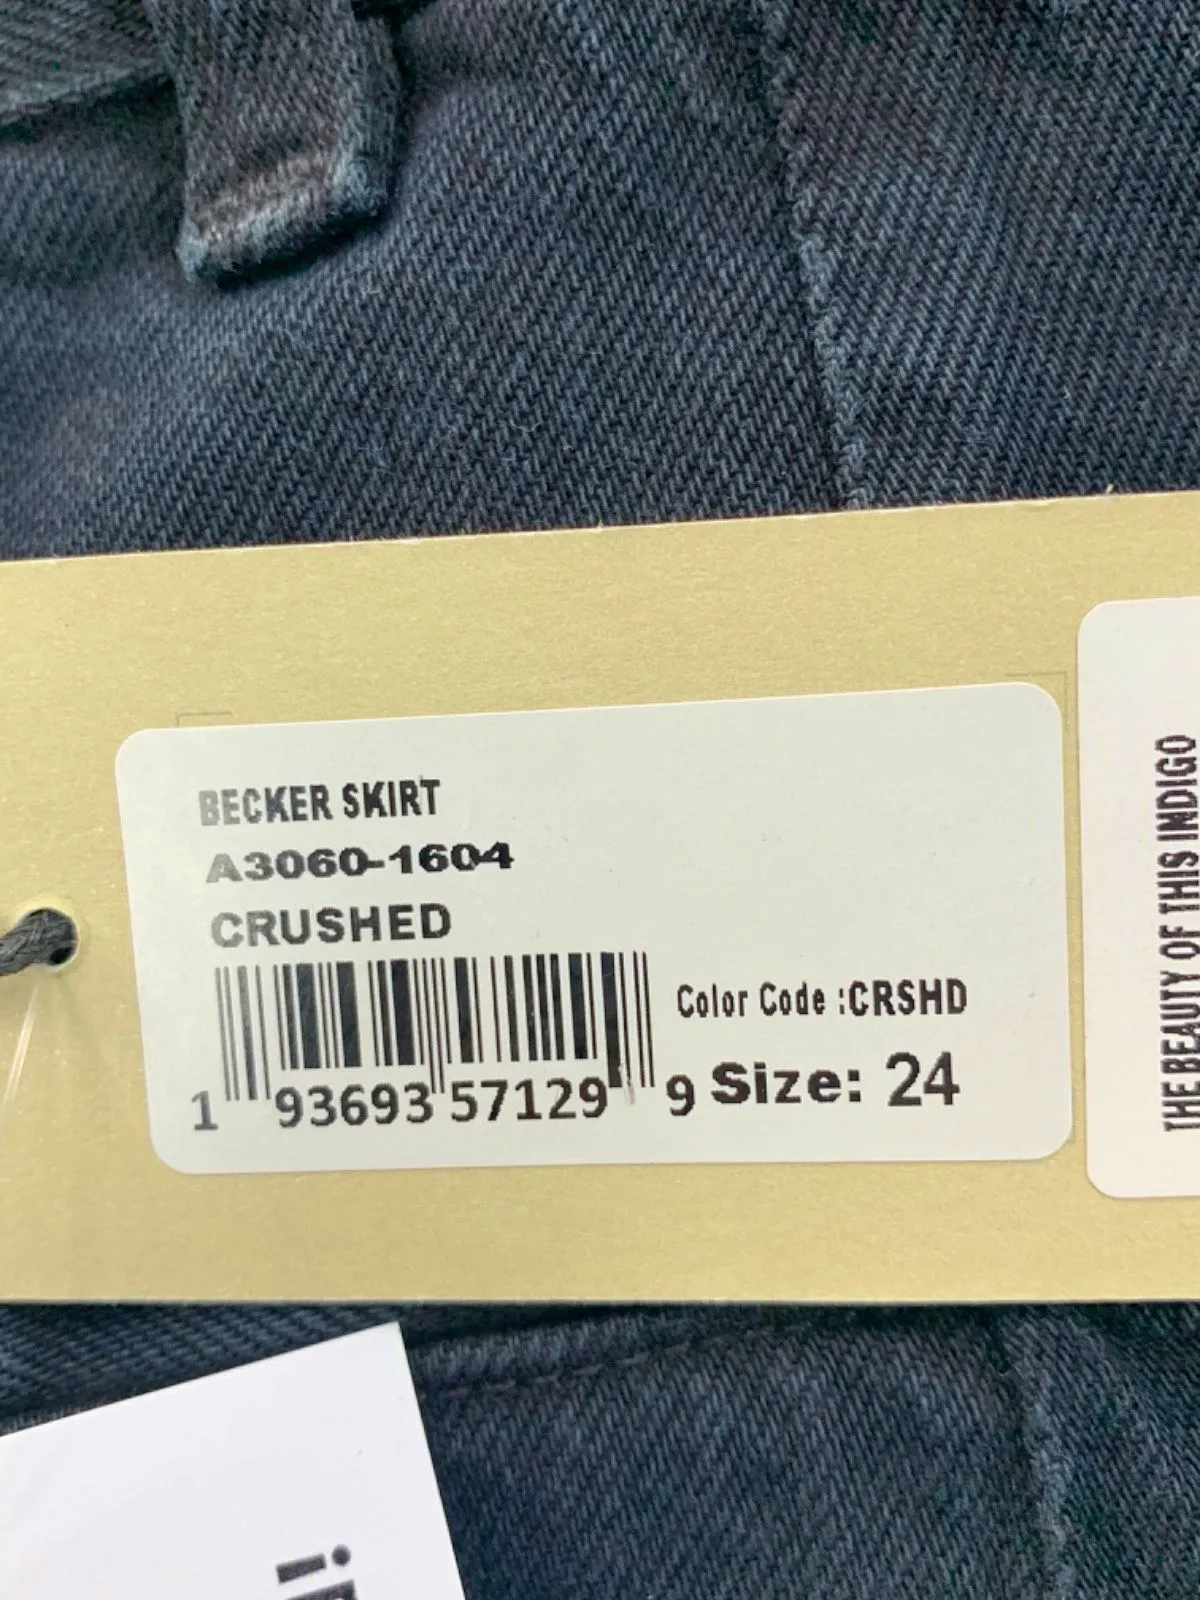 BECKER SKIRT
A3060-1604
CRUSHED
Color Code :CRSHD
1 93693 57129 9 Size: 24
THE BEAUTY OF THIS INDIGO